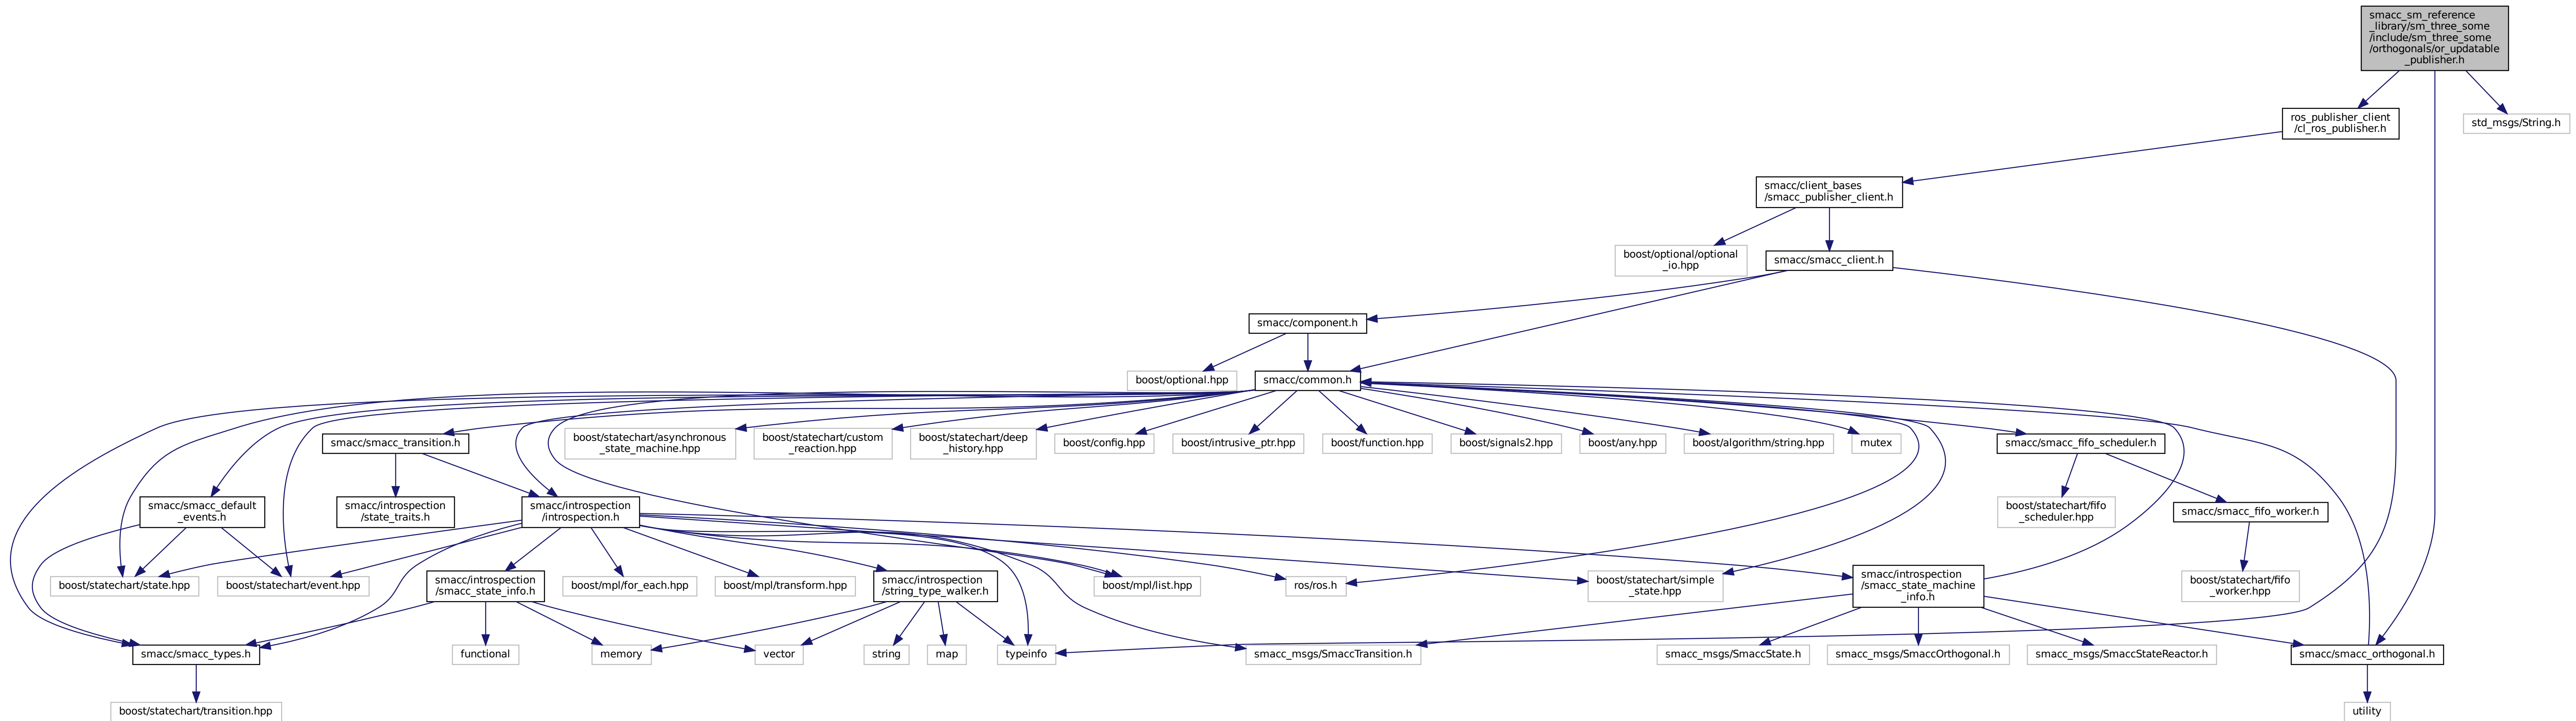 smacc_sm_reference
_library/sm_three_some
/include/sm_three_some
/orthogonals/or_updatable
_publisher.h
ros_publisher_client
/cl_ros_publisher.h
std_msgs/String.h
smacc/client_bases
/smacc_publisher_client.h
boost/optional/optional
_io.hpp
smacc/smacc_client.h
smacc/component.h
boost/optional.hpp
smacc/common.h
smacc/smacc_transition.h
boost/statechart/asynchronous
_state_machine.hpp
boost/statechart/custom
_reaction.hpp
boost/statechart/deep
_history.hpp
boost/config.hpp
boost/intrusive_ptr.hpp
boost/function.hpp
boost/signals2.hpp
boost/any.hpp
boost/algorithm/string.hpp
mutex
smacc/smacc_fifo_scheduler.h
smacc/smacc_default
_events.h
smacc/introspection
/state_traits.h
smacc/introspection
/introspection.h
boost/statechart/fifo
_scheduler.hpp
smacc/smacc_fifo_worker.h
boost/statechart/state.hpp
boost/statechart/event.hpp
smacc/introspection
/smacc_state_info.h
boost/mpl/for_each.hpp
boost/mpl/transform.hpp
smacc/introspection
/string_type_walker.h
boost/mpl/list.hpp
ros/ros.h
boost/statechart/simple
_state.hpp
smacc/introspection
/smacc_state_machine
_info.h
boost/statechart/fifo
_worker.hpp
smacc/smacc_types.h
functional
memory
vector
string
map
typeinfo
smacc_msgs/SmaccTransition.h
smacc_msgs/SmaccState.h
smacc_msgs/SmaccOrthogonal.h
smacc_msgs/SmaccStateReactor.h
smacc/smacc_orthogonal.h
boost/statechart/transition.hpp
utility